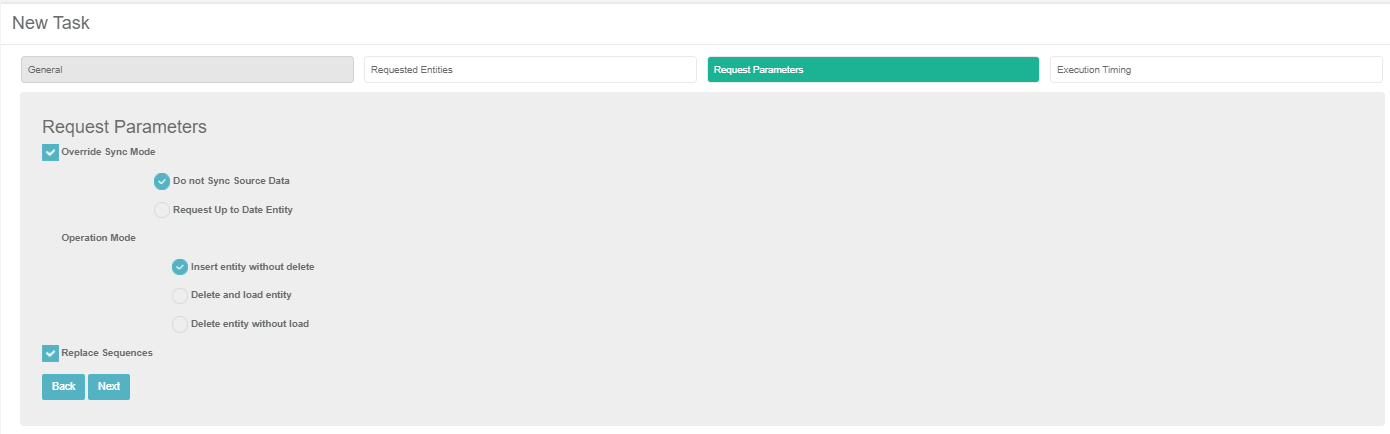 New Task
General
Requested Entities
Request Parameters
Execution Timing
Request Parameters
Override Sync Mode
Do not Sync Source Data
Request Up to Date Entity
Operation Mode
Insert entity without delete
Delete and load entity
Delete entity without load
Replace Sequences
Back
Next